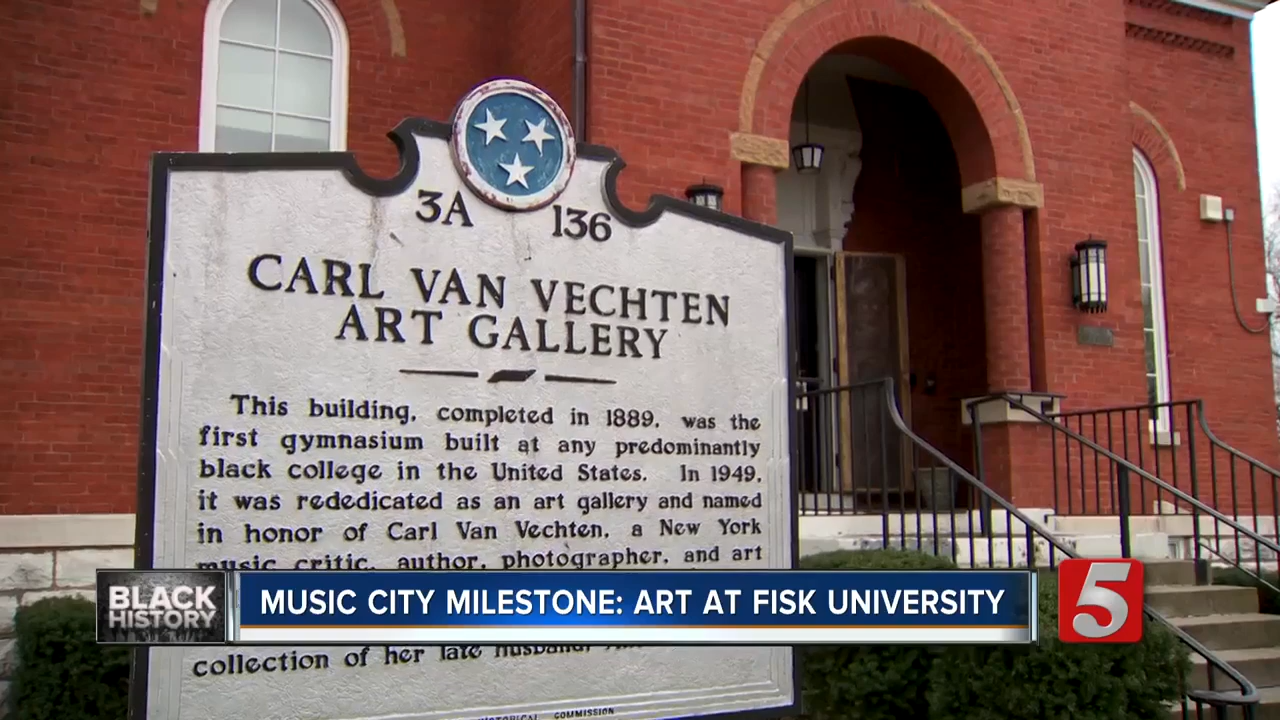 3A 136
CARL VAN VECHTEN
ART GALLERY
This building, completed in 1889, was the
first gymnasium built at any predominantly
black college in the United States. In 1949,
it was rededicated as an art gallery and named
in honor of Carl Van Vechten, a New York
music critic, author, photographer, and art
BLACK
HISTORY
MUSIC CITY MILESTONE: ART AT FISK UNIVERSITY
5
collection of her late husband,
COMMISSION